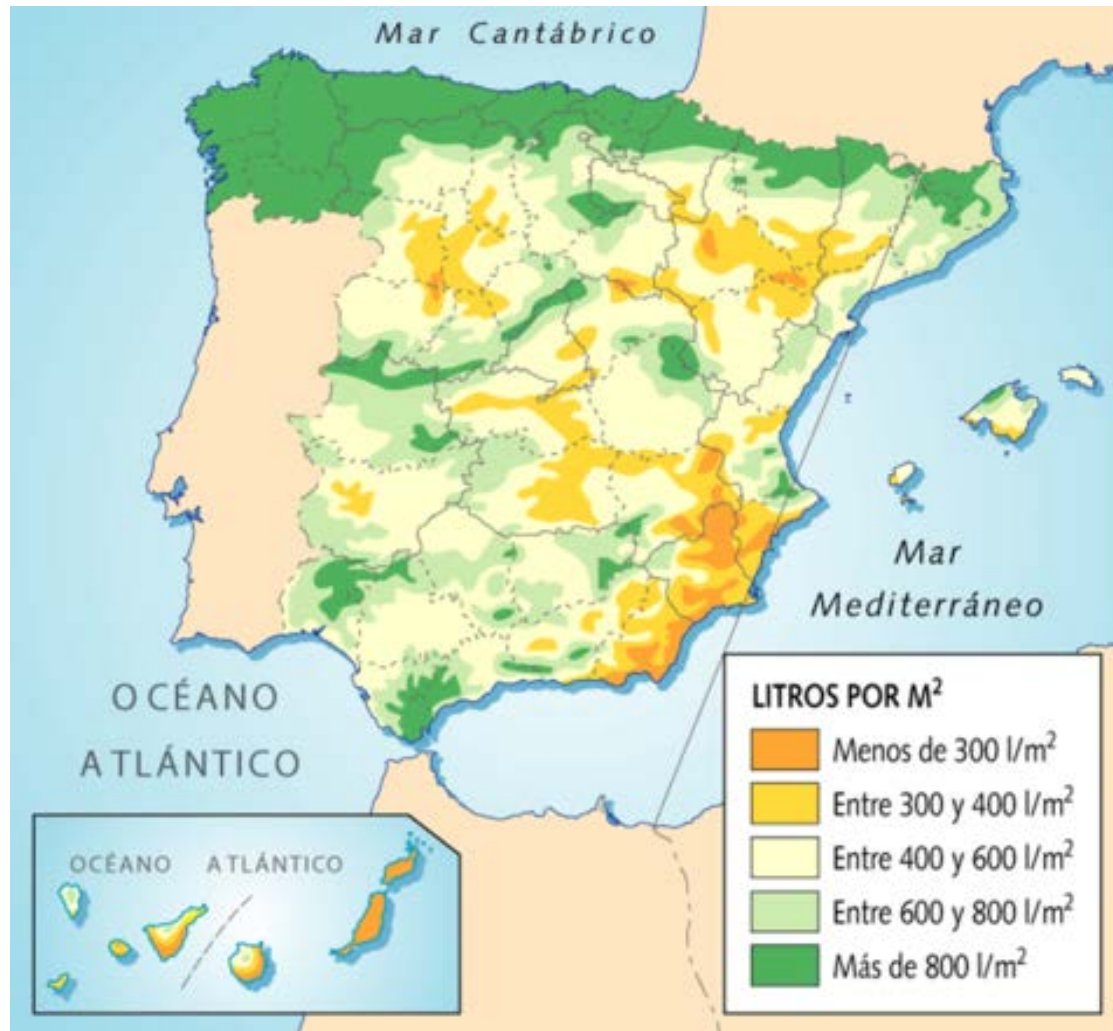 Mar Cantábrico
Mar
Mediterráneo
OCÉANO
ATLÁNTICO
LITROS POR M²
Menos de 300 l/m²
Entre 300 y 400 l/m²
Entre 400 y 600 l/m²
Entre 600 y 800 l/m²
Más de 800 l/m²
OCÉANO ATLÁNTICO